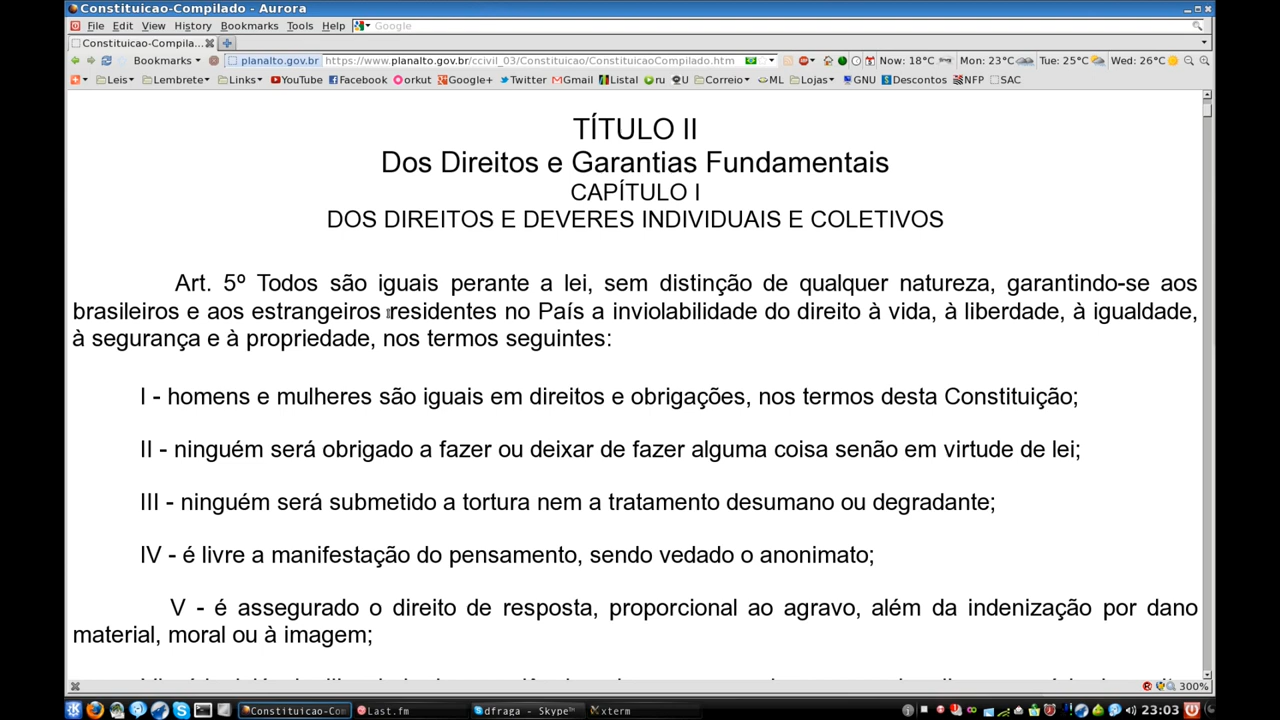 Constituicao-Compilado - Aurora
File Edit View History Bookmarks Tools Help Google
Constituicao-Compila...
Bookmarks planalto.gov.br https://www.planalto.gov.br/ccivil_03/Constituicao/ConstituicaoCompilado.htm Now: 18°C Mon: 23°C Tue: 25°C Wed: 26°C
Leis Lembrete Links YouTube Facebook orkut Google+ Twitter Gmail Listal ru U Correio ML Lojas GNU Descontos NFP SAC
TÍTULO II
Dos Direitos e Garantias Fundamentais
CAPÍTULO I
DOS DIREITOS E DEVERES INDIVIDUAIS E COLETIVOS
Art. 5º Todos são iguais perante a lei, sem distinção de qualquer natureza, garantindo-se aos
brasileiros e aos estrangeiros residentes no País a inviolabilidade do direito à vida, à liberdade, à igualdade,
à segurança e à propriedade, nos termos seguintes:
I - homens e mulheres são iguais em direitos e obrigações, nos termos desta Constituição;
II - ninguém será obrigado a fazer ou deixar de fazer alguma coisa senão em virtude de lei;
III - ninguém será submetido a tortura nem a tratamento desumano ou degradante;
IV - é livre a manifestação do pensamento, sendo vedado o anonimato;
V - é assegurado o direito de resposta, proporcional ao agravo, além da indenização por dano
material, moral ou à imagem;
300%
Constituicao-Com Last.fm dfraga - Skype™ xterm 23:03